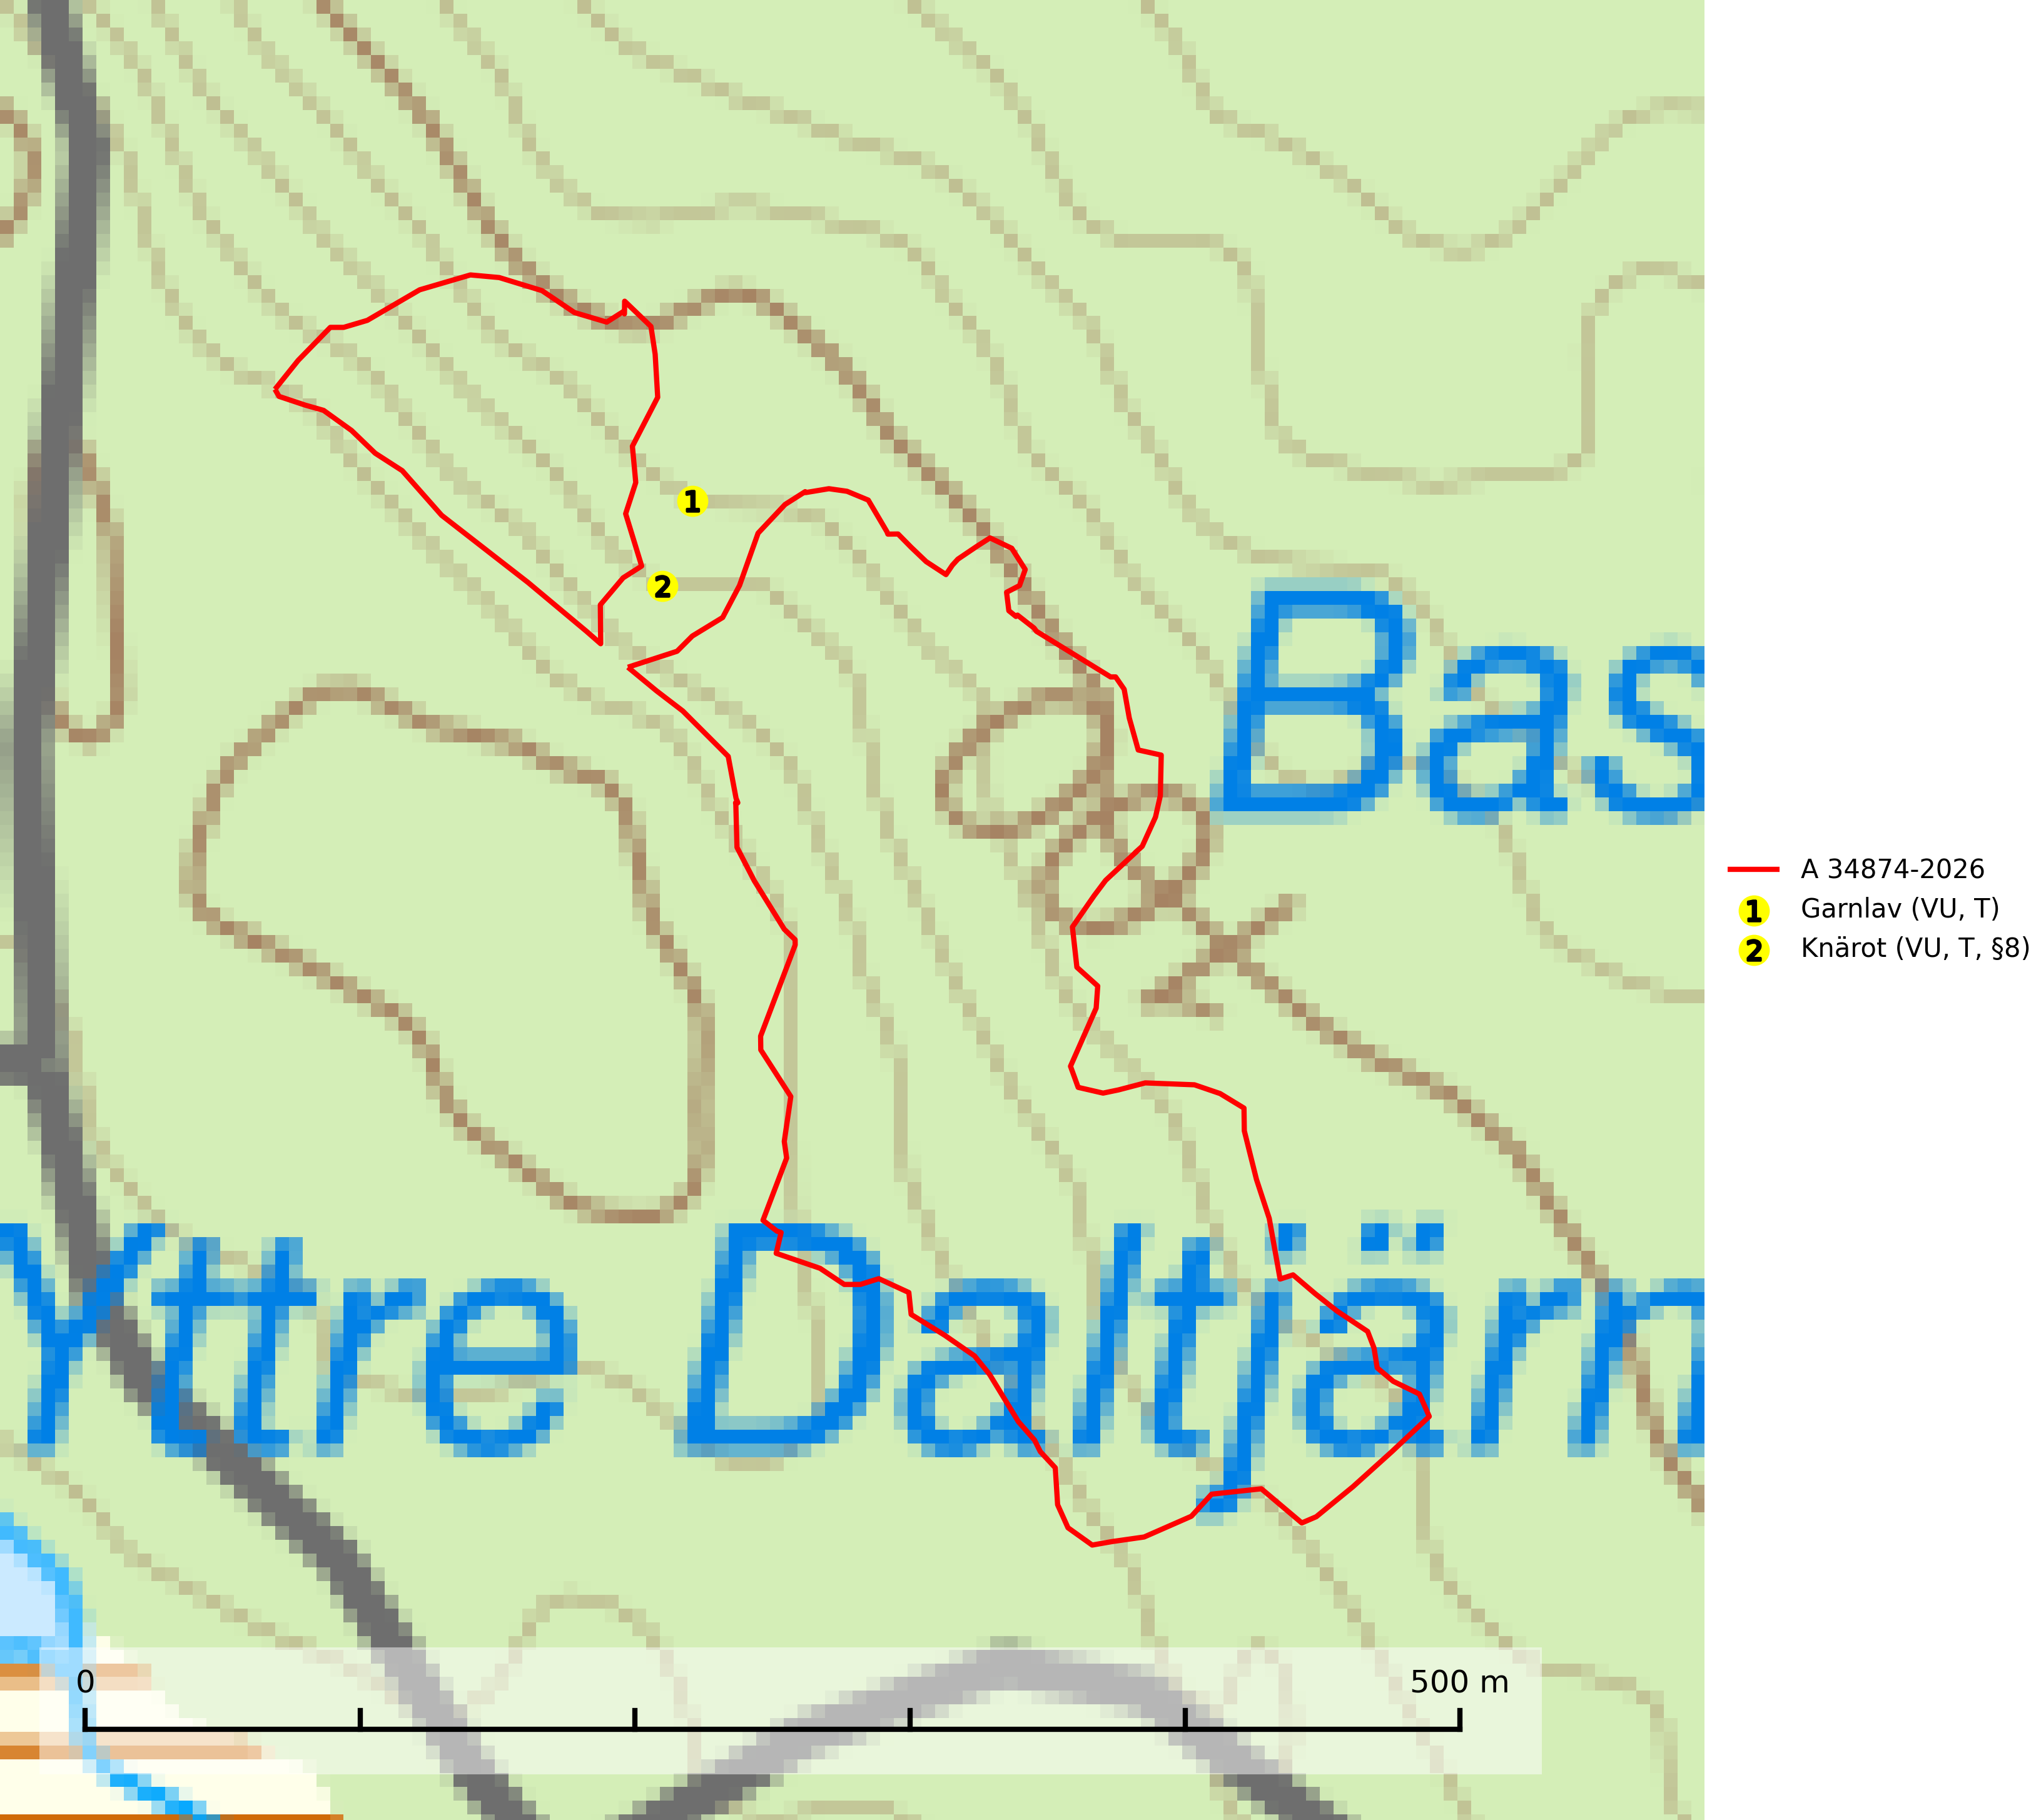 1
2
Bas
Yttre Daltjärn
0 500 m
A 34874-2026
1 Garnlav (VU, T)
2 Knärot (VU, T, §8)